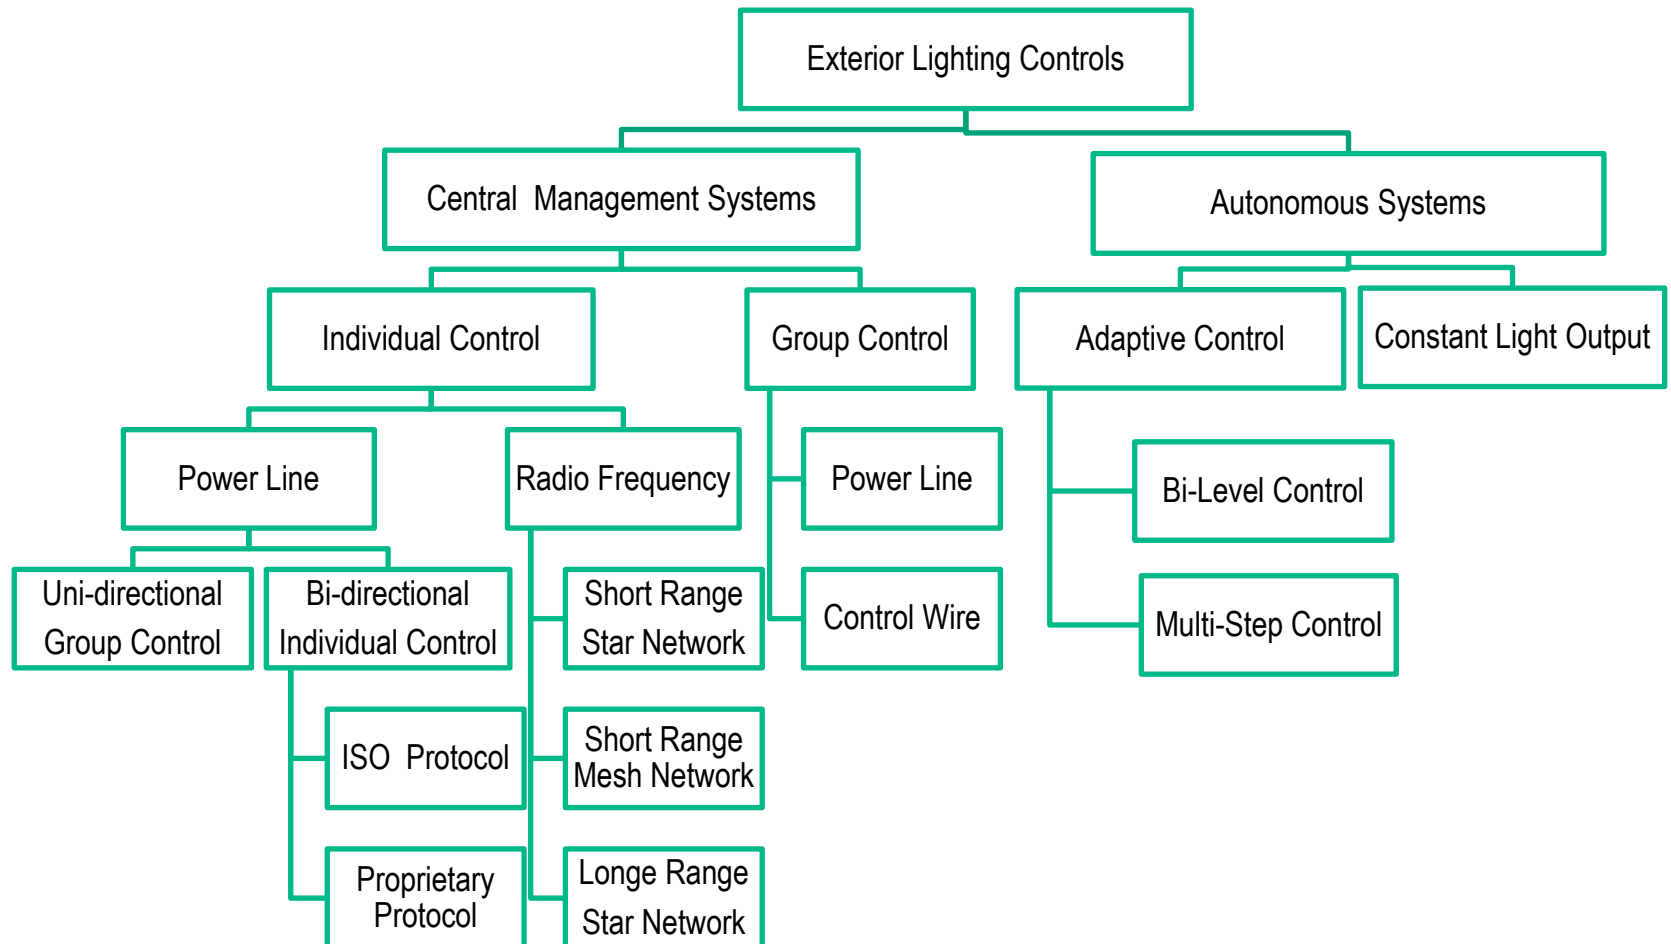 Exterior Lighting Controls
Central  Management Systems
Autonomous Systems
Individual Control
Group Control
Adaptive Control
Constant Light Output
Power Line
Radio Frequency
Power Line
Bi-Level Control
Uni-directional
Group Control
Bi-directional
Individual Control
Short Range
Star Network
Control Wire
Multi-Step Control
ISO  Protocol
Short Range
Mesh Network
Proprietary
Protocol
Longe Range
Star Network